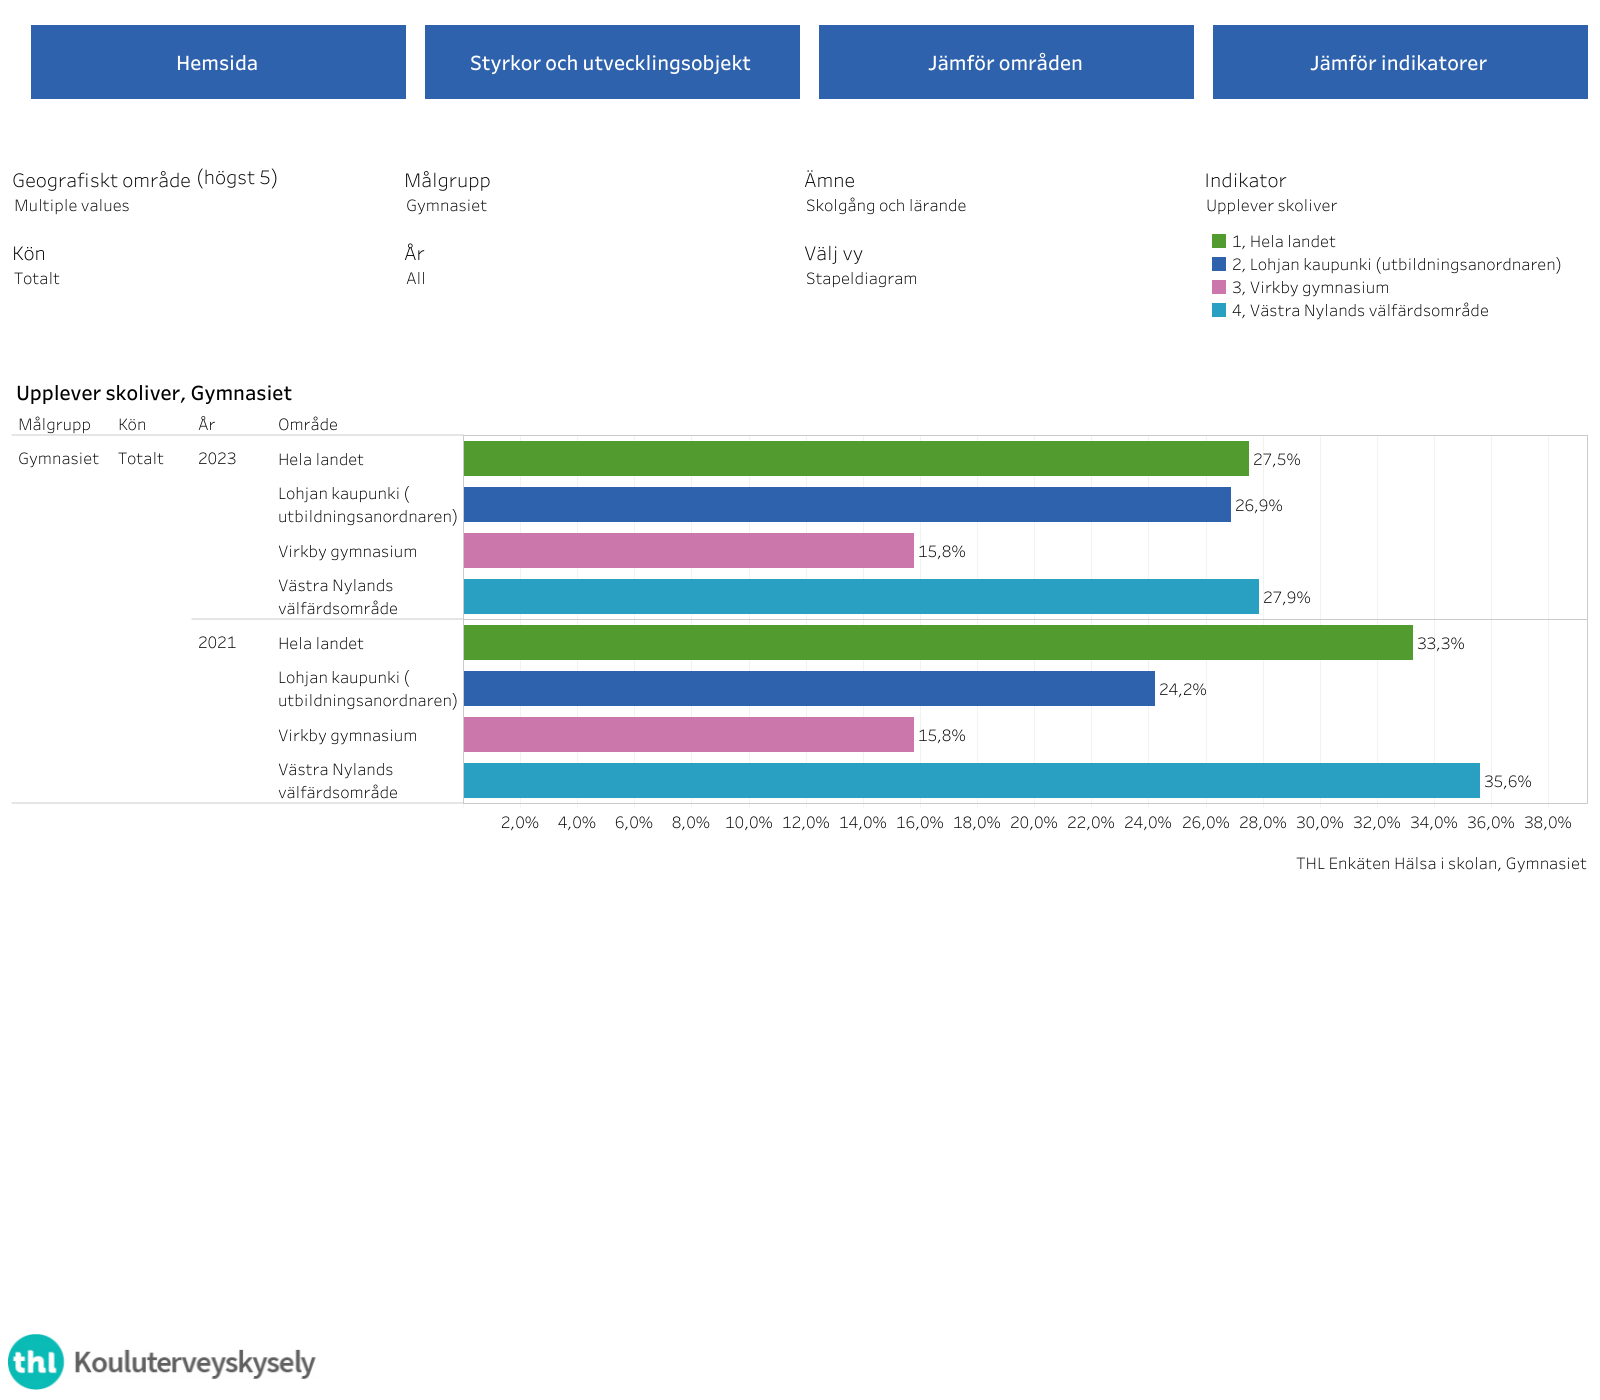 Hemsida
Styrkor och utvecklingsobjekt
Jämför områden
Jämför indikatorer
Geografiskt område (högst 5)
Multiple values
Målgrupp
Gymnasiet
Ämne
Skolgång och lärande
Indikator
Upplever skoliver
Kön
Totalt
År
All
Välj vy
Stapeldiagram
1, Hela landet
2, Lohjan kaupunki (utbildningsanordnaren)
3, Virkby gymnasium
4, Västra Nylands välfärdsområde
Upplever skoliver, Gymnasiet
Målgrupp Kön År Område
Gymnasiet Totalt 2023 Hela landet 27,5%
Lohjan kaupunki (
utbildningsanordnaren) 26,9%
Virkby gymnasium 15,8%
Västra Nylands
välfärdsområde 27,9%
2021 Hela landet 33,3%
Lohjan kaupunki (
utbildningsanordnaren) 24,2%
Virkby gymnasium 15,8%
Västra Nylands
välfärdsområde 35,6%
2,0% 4,0% 6,0% 8,0% 10,0% 12,0% 14,0% 16,0% 18,0% 20,0% 22,0% 24,0% 26,0% 28,0% 30,0% 32,0% 34,0% 36,0% 38,0%
THL Enkäten Hälsa i skolan, Gymnasiet
thl Kouluterveyskysely